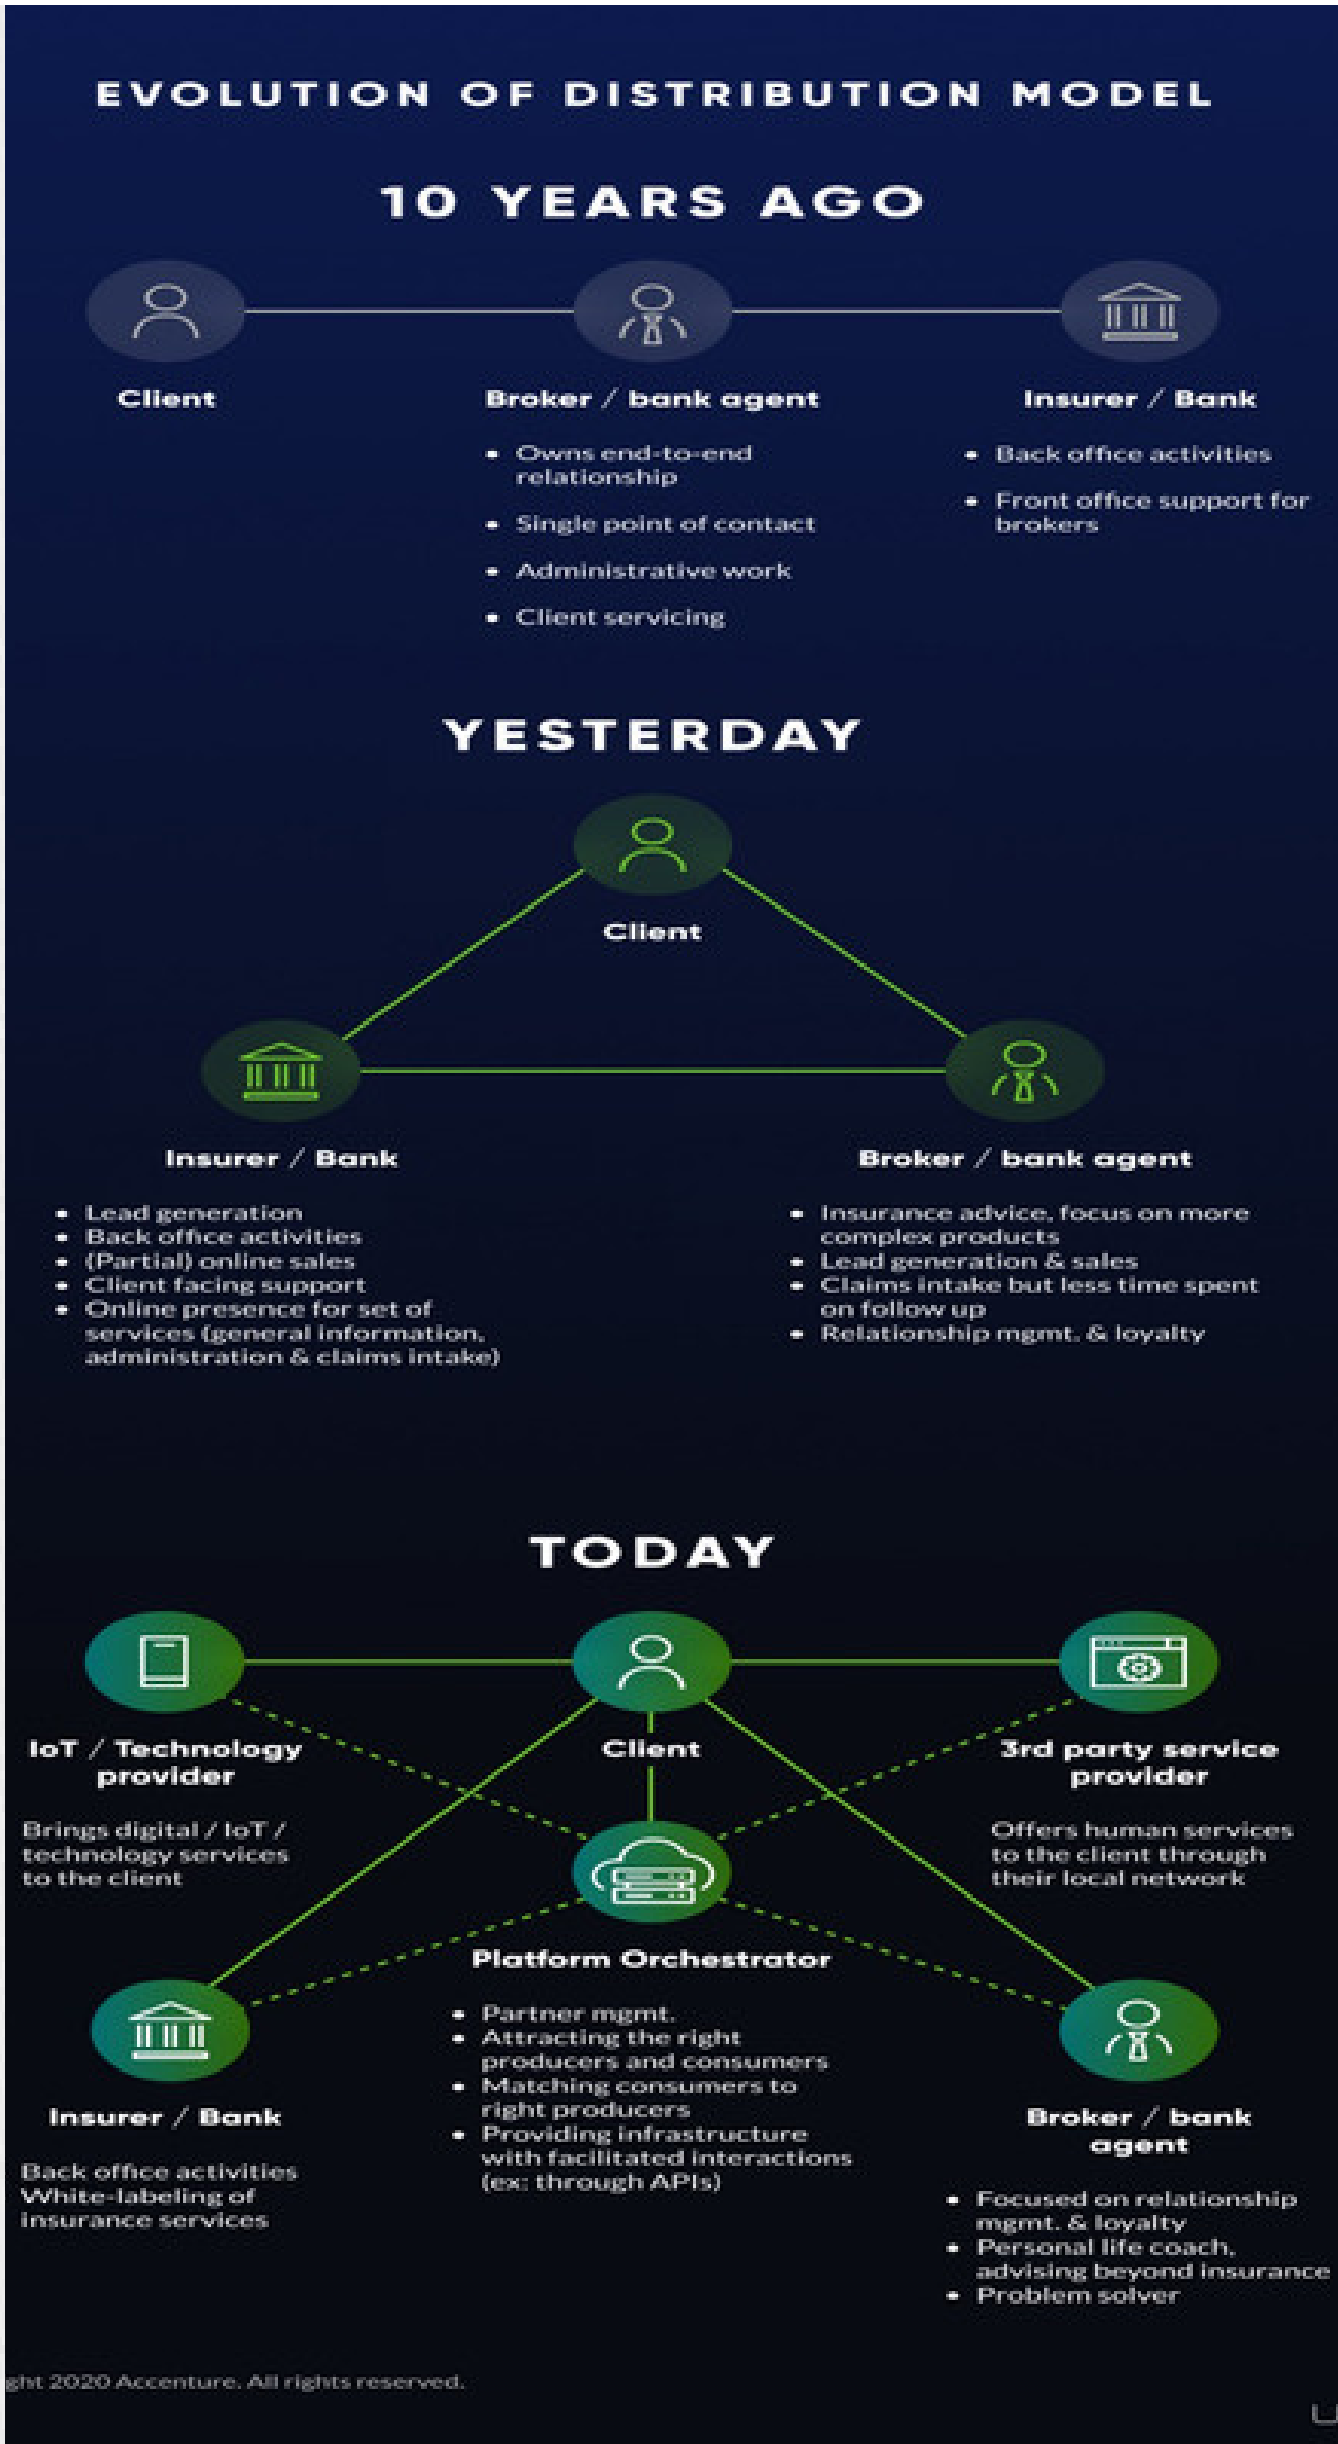 EVOLUTION OF DISTRIBUTION MODEL
10 YEARS AGO
Client
Broker / bank agent
Insurer / Bank
• Owns end-to-end
relationship
• Single point of contact
• Administrative work
• Client servicing
• Back office activities
• Front office support for
brokers
YESTERDAY
Client
Insurer / Bank
• Lead generation
• Back office activities
• (Partial) online sales
• Client facing support
• Online presence for set of
services (general information,
administration & claims intake)
Broker / bank agent
• Insurance advice, focus on more
complex products
• Lead generation & sales
• Claims intake but less time spent
on follow up
• Relationship mgmt. & loyalty
TODAY
IoT / Technology
provider
Brings digital / IoT /
technology services
to the client
Client
3rd party service
provider
Offers human services
to the client through
their local network
Platform Orchestrator
• Partner mgmt.
• Attracting the right
producers and consumers
• Matching consumers to
right producers
• Providing infrastructure
with facilitated interactions
(ex: through APIs)
Insurer / Bank
Back office activities
White-labeling of
insurance services
Broker / bank
agent
• Focused on relationship
mgmt. & loyalty
• Personal life coach,
advising beyond insurance
• Problem solver
ght 2020 Accenture. All rights reserved.